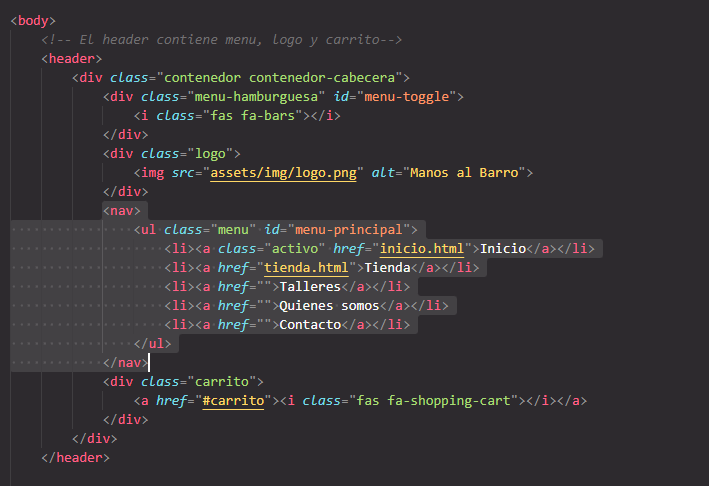 <body>
<!-- El header contiene menu, logo y carrito-->
<header>
<div class="contenedor contenedor-cabecera">
<div class="menu-hamburguesa" id="menu-toggle">
<i class="fas fa-bars"></i>
</div>
<div class="logo">
<img src="assets/img/logo.png" alt="Manos al Barro">
</div>
<nav>
<ul class="menu" id="menu-principal">
<li><a class="activo" href="inicio.html">Inicio</a></li>
<li><a href="tienda.html">Tienda</a></li>
<li><a href="">Talleres</a></li>
<li><a href="">Quienes somos</a></li>
<li><a href="">Contacto</a></li>
</ul>
</nav>
<div class="carrito">
<a href="#carrito"><i class="fas fa-shopping-cart"></i></a>
</div>
</div>
</header>